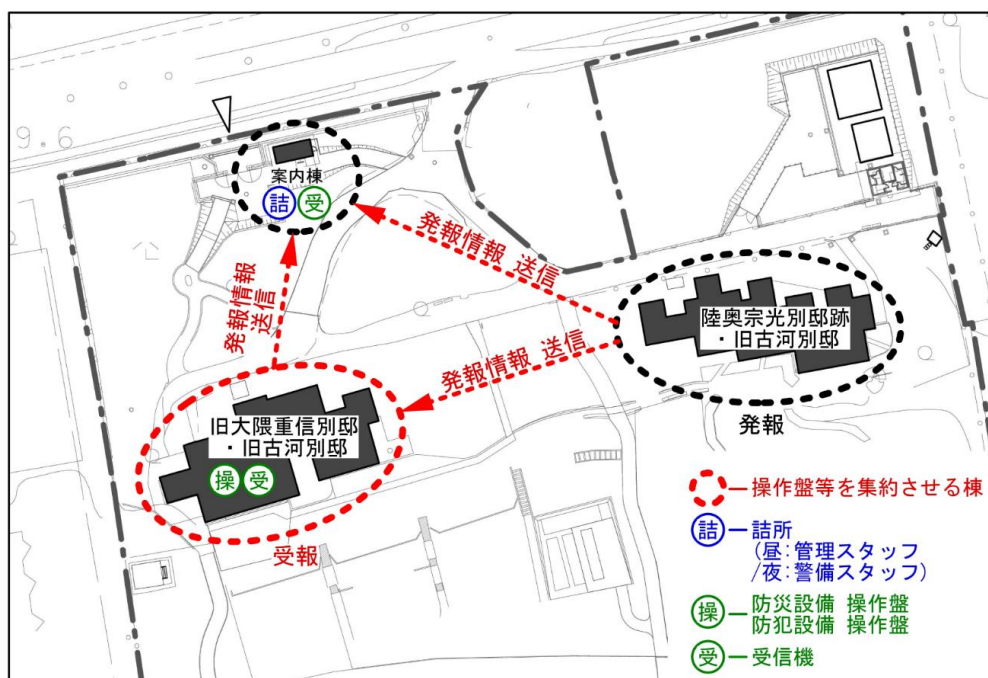 9.6
案内棟
詰 受
発報情報 送信
発報情報
送信
陸奥宗光別邸跡
・旧古河別邸
発報情報 送信
発報
旧大隈重信別邸
・旧古河別邸
操 受
受報
操作盤等を集約させる棟
詰 詰所
(昼:管理スタッフ
/夜:警備スタッフ)
操 防災設備 操作盤
防犯設備 操作盤
受 受信機